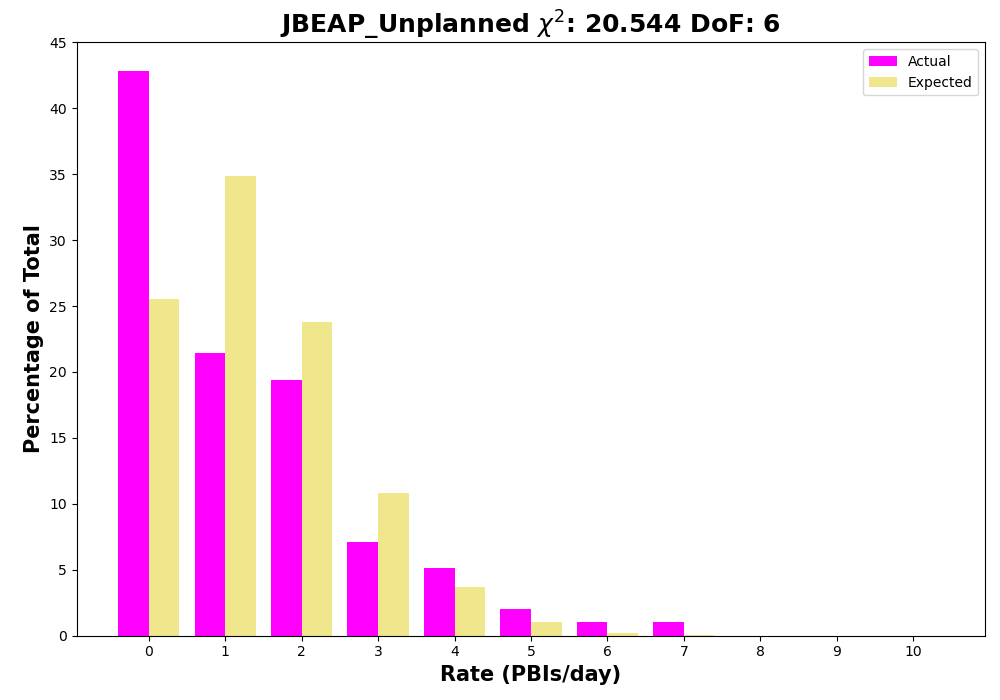 JBEAP_Unplanned χ²: 20.544 DoF: 6
Actual
Expected
Percentage of Total
45
40
35
30
25
20
15
10
5
0
0 1 2 3 4 5 6 7 8 9 10
Rate (PBIs/day)